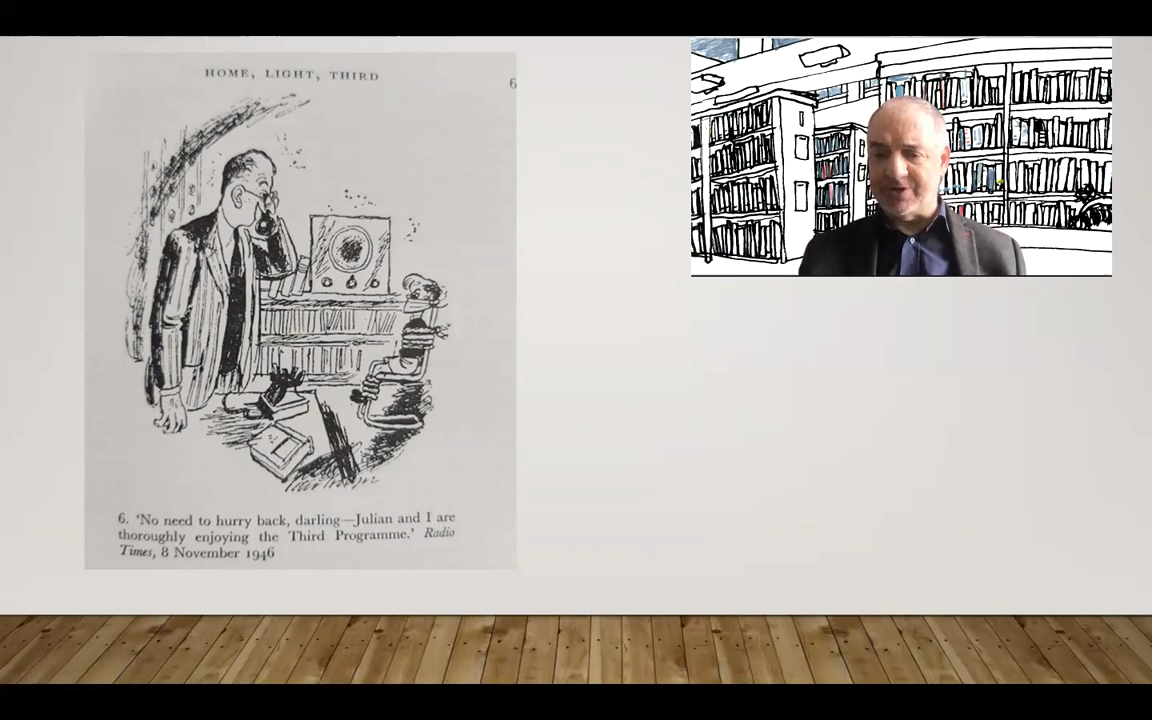 HOME, LIGHT, THIRD
6
6. ‘No need to hurry back, darling—Julian and I are
thoroughly enjoying the Third Programme.’ Radio
Times, 8 November 1946